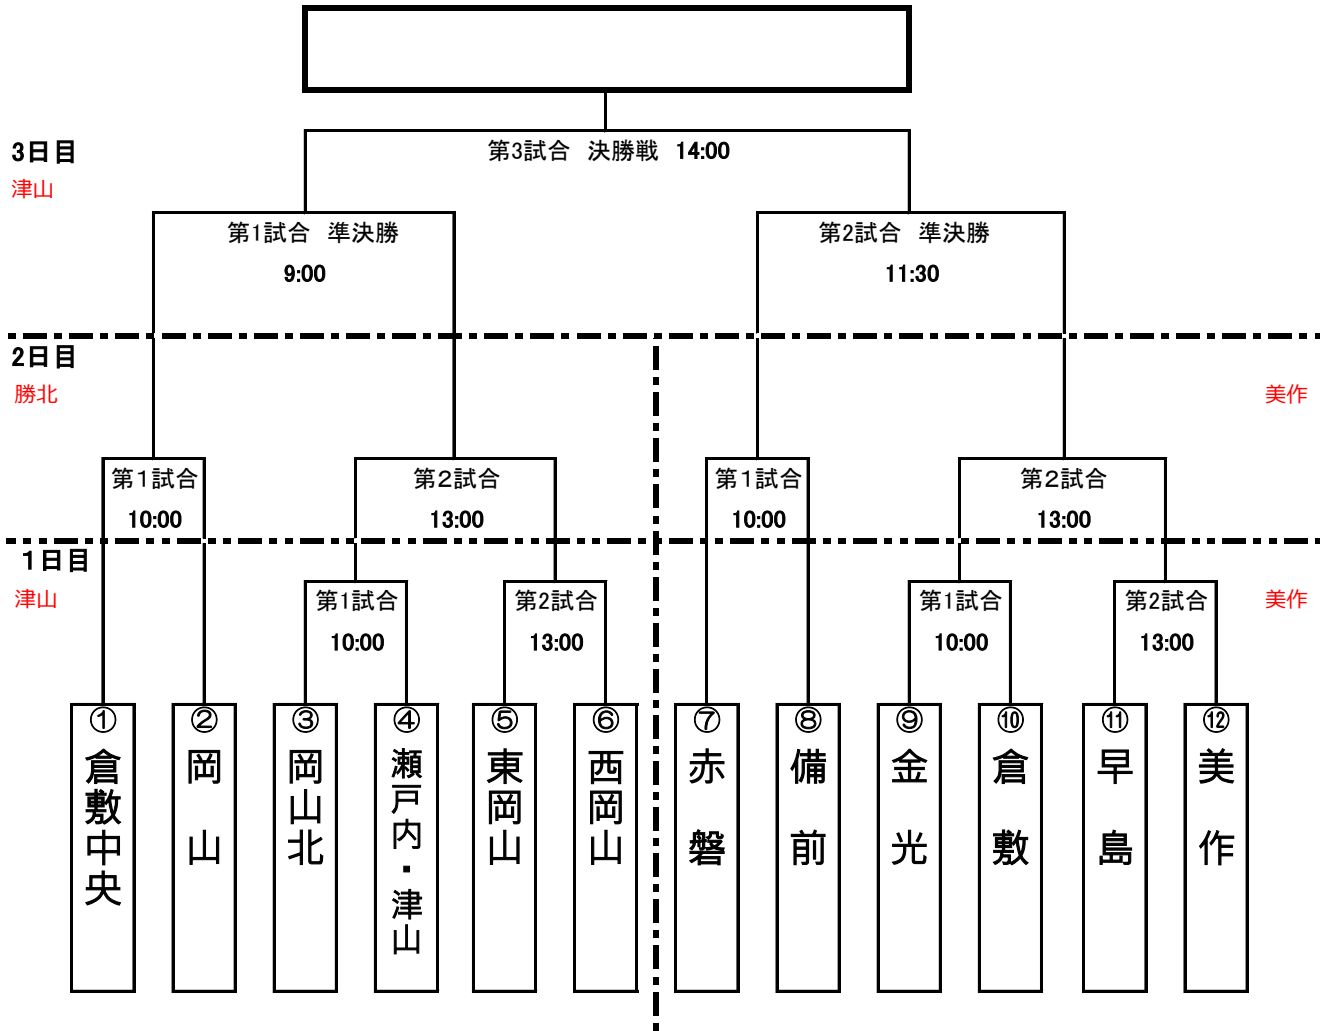 第3試合 決勝戦 14:00
3日目
津山
第1試合 準決勝
9:00
第2試合 準決勝
11:30
2日目
勝北
美作
第１試合
10:00
第２試合
13:00
第１試合
10:00
第２試合
13:00
１日目
津山
美作
第1試合
10:00
第2試合
13:00
第1試合
10:00
第2試合
13:00
①
倉敷中央
②
岡山
③
岡山北
④
瀬戸内・津山
⑤
東岡山
⑥
西岡山
⑦
赤磐
⑧
備前
⑨
金光
⑩
倉敷
⑪
早島
⑫
美作